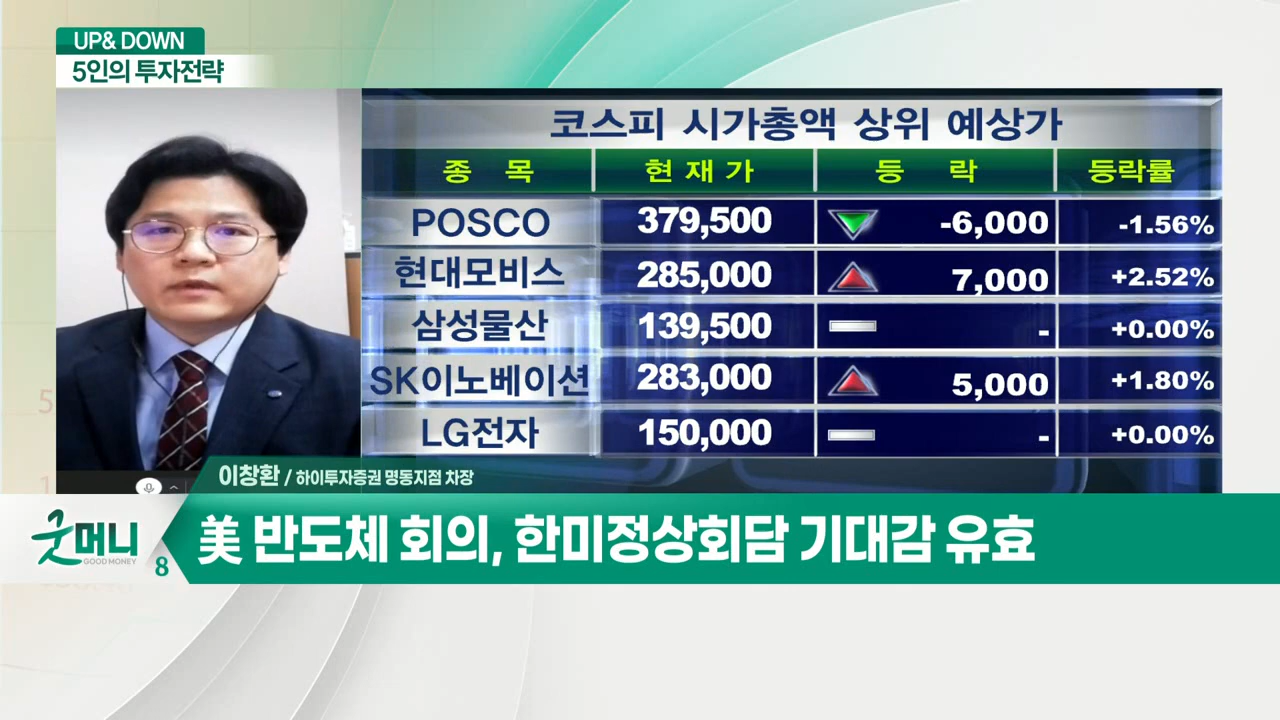 UP& DOWN
5인의 투자전략
코스피 시가총액 상위 예상가
종 목 현 재 가 등 락 등락률
POSCO 379,500 -6,000 -1.56%
현대모비스 285,000 7,000 +2.52%
삼성물산 139,500 - +0.00%
SK이노베이션 283,000 5,000 +1.80%
LG전자 150,000 - +0.00%
이창환 / 하이투자증권 명동지점 차장
굿머니
GOOD MONEY
8
美 반도체 회의, 한미정상회담 기대감 유효